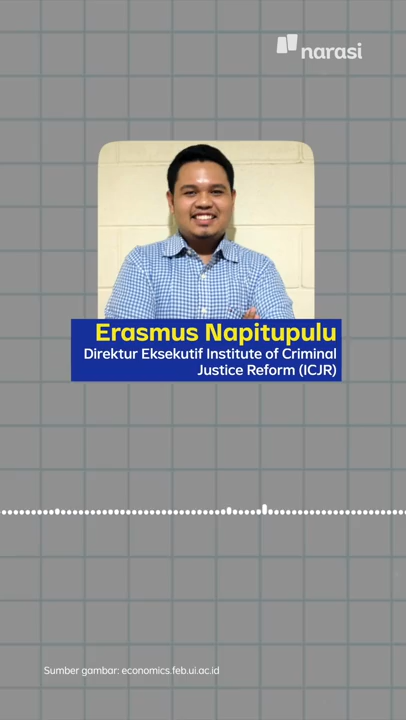 narasi
Erasmus Napitupulu
Direktur Eksekutif Institute of Criminal
Justice Reform (ICJR)
Sumber gambar: economics.feb.ui.ac.id